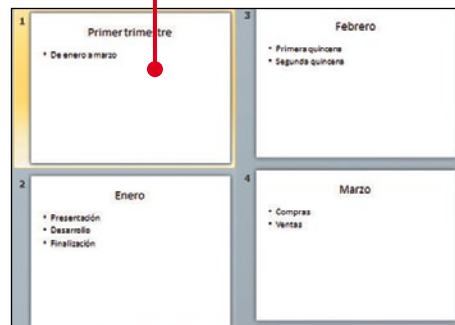 1
Primer trimestre
• De enero a marzo
2
Enero
• Presentación
• Desarrollo
• Finalización
3
Febrero
• Primera quincena
• Segunda quincena
4
Marzo
• Compras
• Ventas